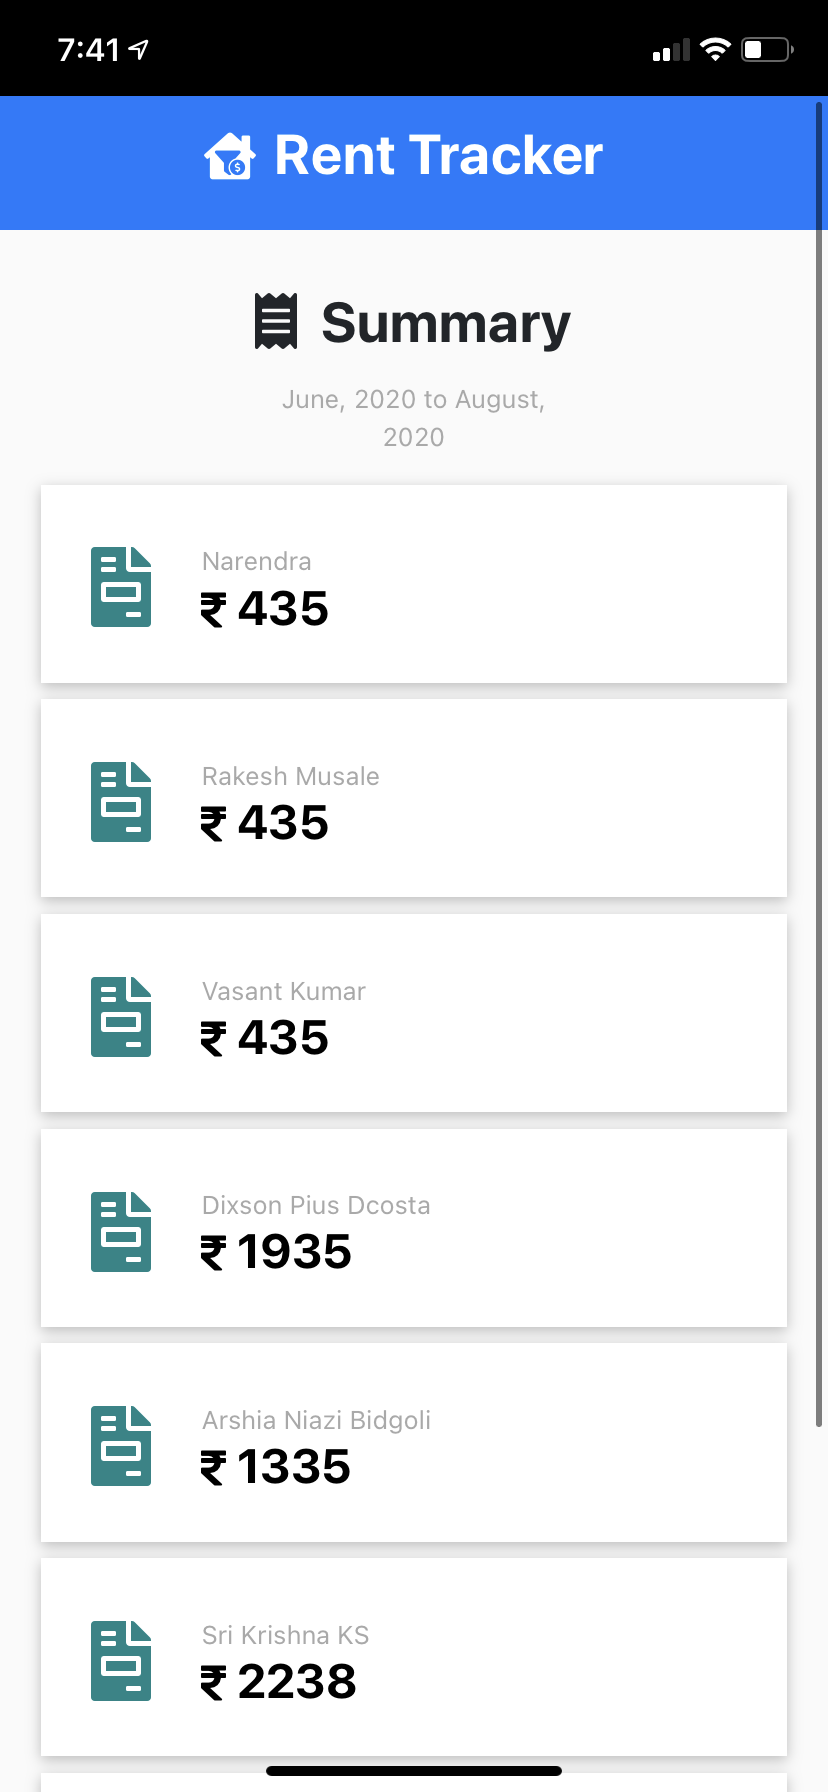 7:41
Rent Tracker
Summary
June, 2020 to August,
2020
Narendra
₹ 435
Rakesh Musale
₹ 435
Vasant Kumar
₹ 435
Dixson Pius Dcosta
₹ 1935
Arshia Niazi Bidgoli
₹ 1335
Sri Krishna KS
₹ 2238